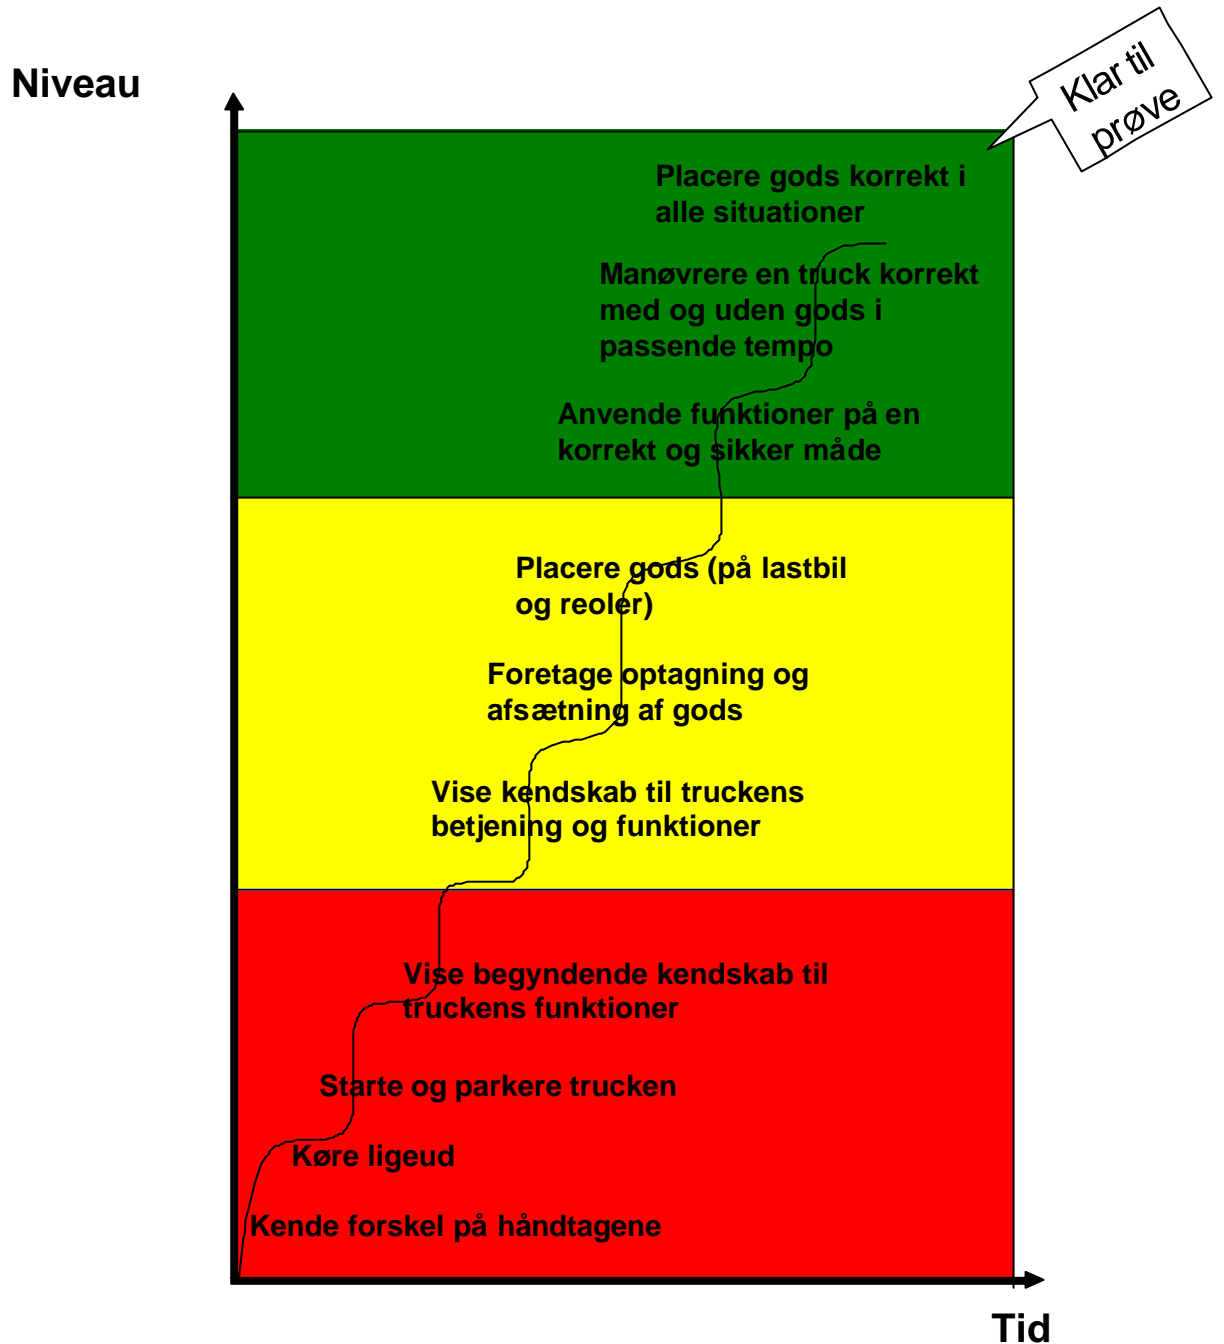 Niveau
Klar til
prøve
Placere gods korrekt i
alle situationer
Manøvrere en truck korrekt
med og uden gods i
passende tempo
Anvende funktioner på en
korrekt og sikker måde
Placere gods (på lastbil
og reoler)
Foretage optagning og
afsætning af gods
Vise kendskab til truckens
betjening og funktioner
Vise begyndende kendskab til
truckens funktioner
Starte og parkere trucken
Køre ligeud
Kende forskel på håndtagene
Tid